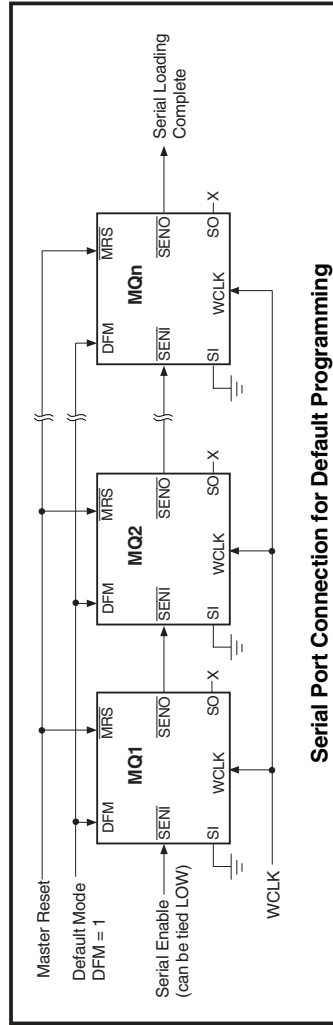 Master Reset
Default Mode
DFM = 1
DFM
MRS
DFM
MRS
DFM
MRS
MQ1
MQ2
MQn
Serial Enable
(can be tied LOW)
SENI
SENO
SENI
SENO
SENI
SENO
Serial Loading
Complete
SI
WCLK
SO
X
SI
WCLK
SO
X
SI
WCLK
SO
X
WCLK
Serial Port Connection for Default Programming